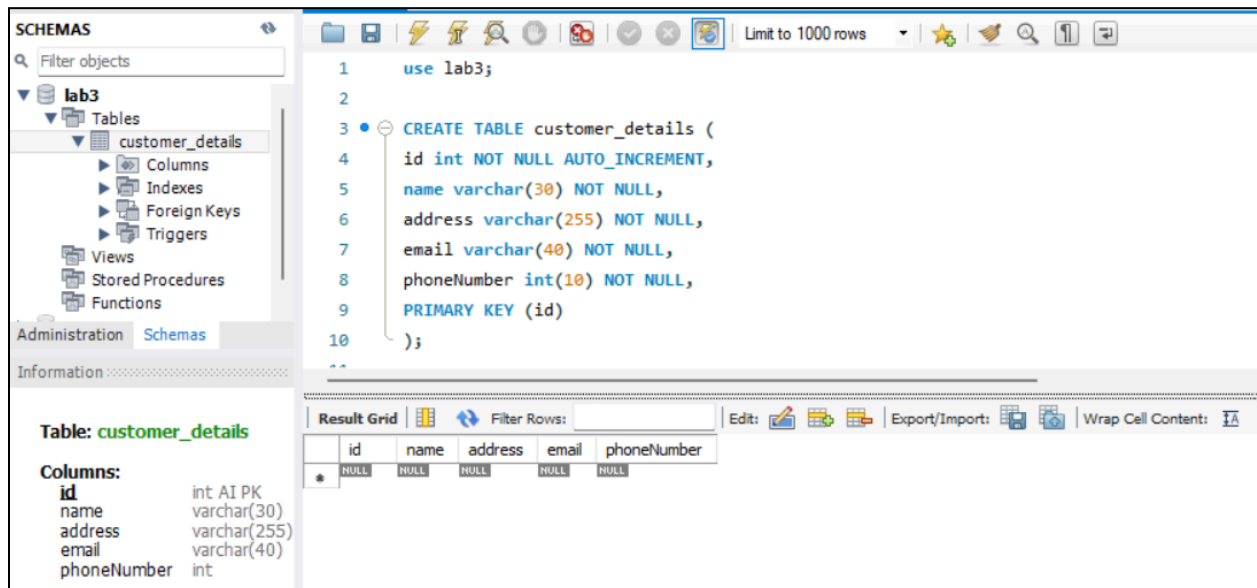 SCHEMAS
Filter objects
lab3
Tables
customer_details
Columns
Indexes
Foreign Keys
Triggers
Views
Stored Procedures
Functions
Administration Schemas
Information
Table: customer_details
Columns:
id int AI PK
name varchar(30)
address varchar(255)
email varchar(40)
phoneNumber int
Limit to 1000 rows
1 use lab3;
2
3 CREATE TABLE customer_details (
4 id int NOT NULL AUTO_INCREMENT,
5 name varchar(30) NOT NULL,
6 address varchar(255) NOT NULL,
7 email varchar(40) NOT NULL,
8 phoneNumber int(10) NOT NULL,
9 PRIMARY KEY (id)
10 );
Result Grid Filter Rows: Edit: Export/Import: Wrap Cell Content: IA
id name address email phoneNumber
NULL NULL NULL NULL NULL